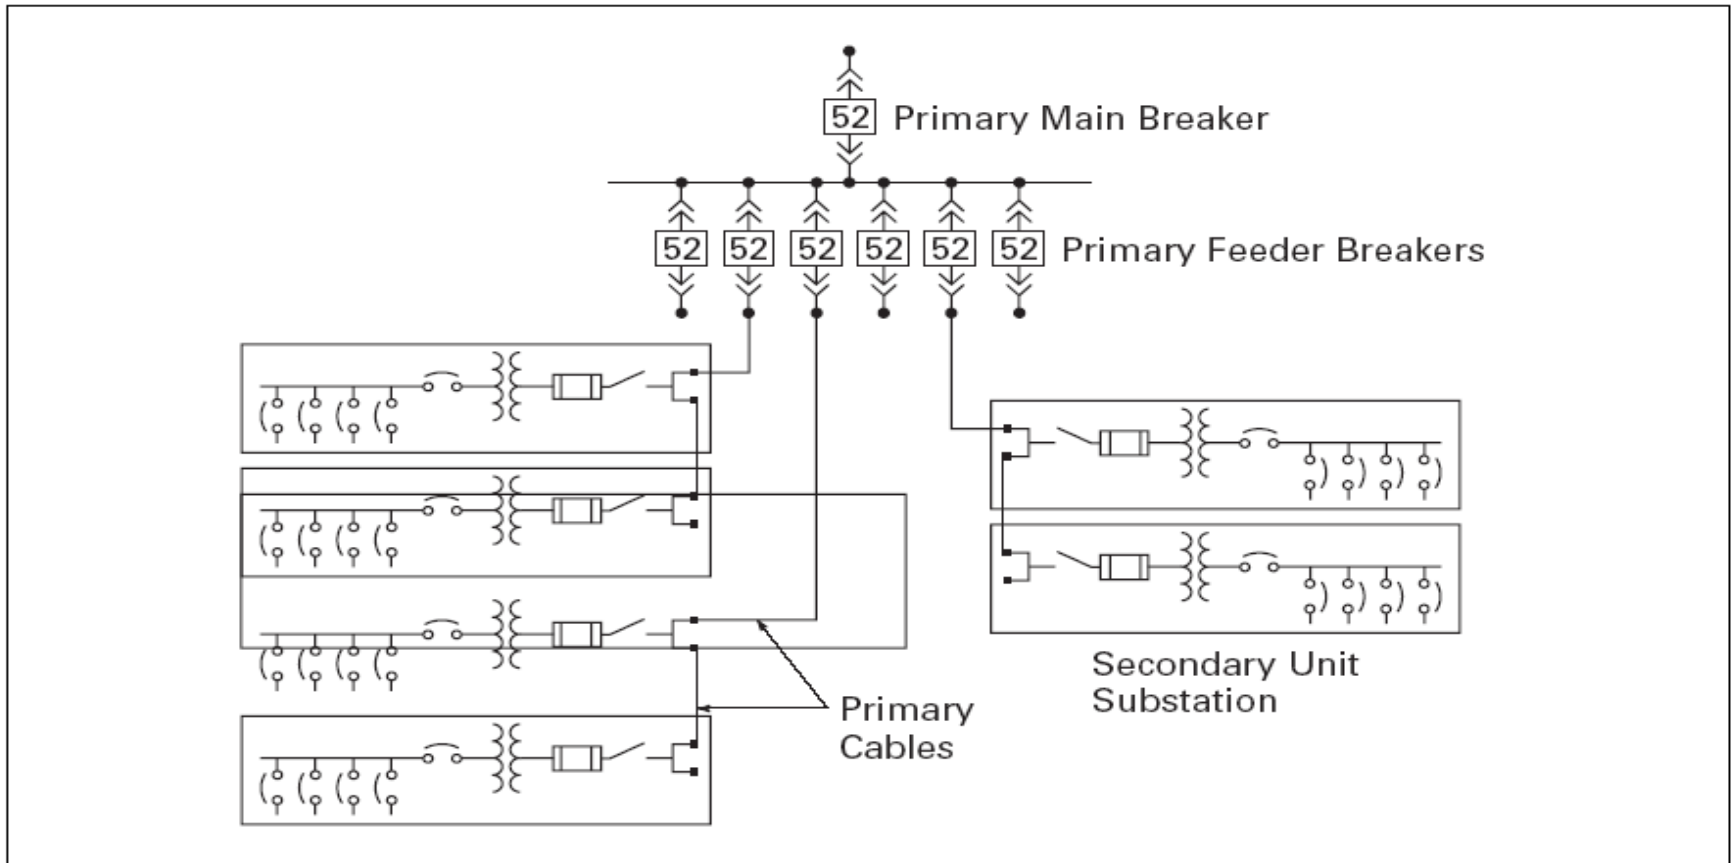 52 Primary Main Breaker
52 52 52 52 52 52 Primary Feeder Breakers
Secondary Unit
Substation
Primary
Cables